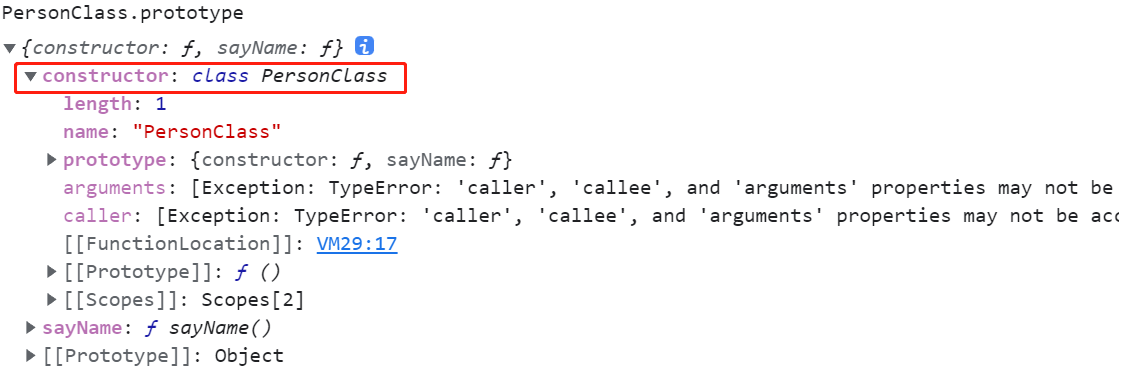 PersonClass.prototype
{constructor: ƒ, sayName: ƒ} i
constructor: class PersonClass
length: 1
name: "PersonClass"
prototype: {constructor: ƒ, sayName: ƒ}
arguments: [Exception: TypeError: 'caller', 'callee', and 'arguments' properties may not be
caller: [Exception: TypeError: 'caller', 'callee', and 'arguments' properties may not be acc
[[FunctionLocation]]: VM29:17
[[Prototype]]: ƒ ()
[[Scopes]]: Scopes[2]
sayName: ƒ sayName()
[[Prototype]]: Object